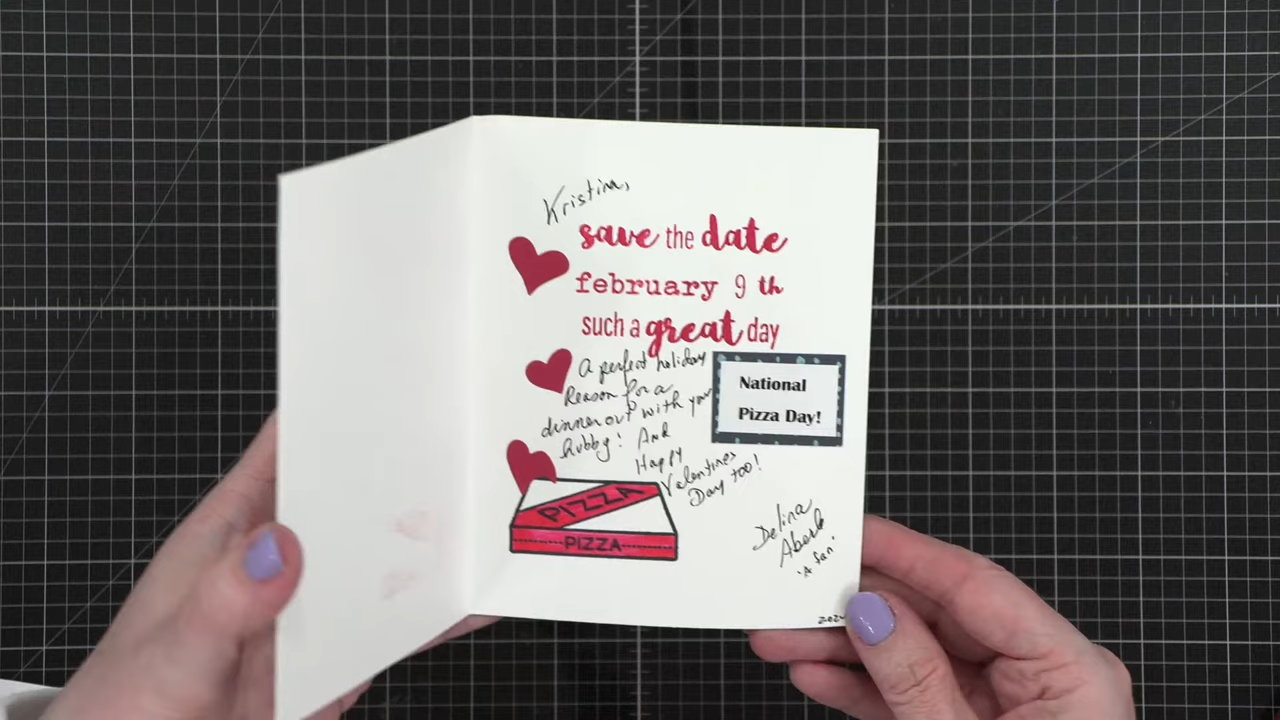 Kristina,
save the date
february 9 th
such a great day
A perfect holiday
Reason for a
dinner out with your
hubby! And
Happy
Valentines
Day too!
National
Pizza Day!
PIZZA
PIZZA
Delina
"A fan"